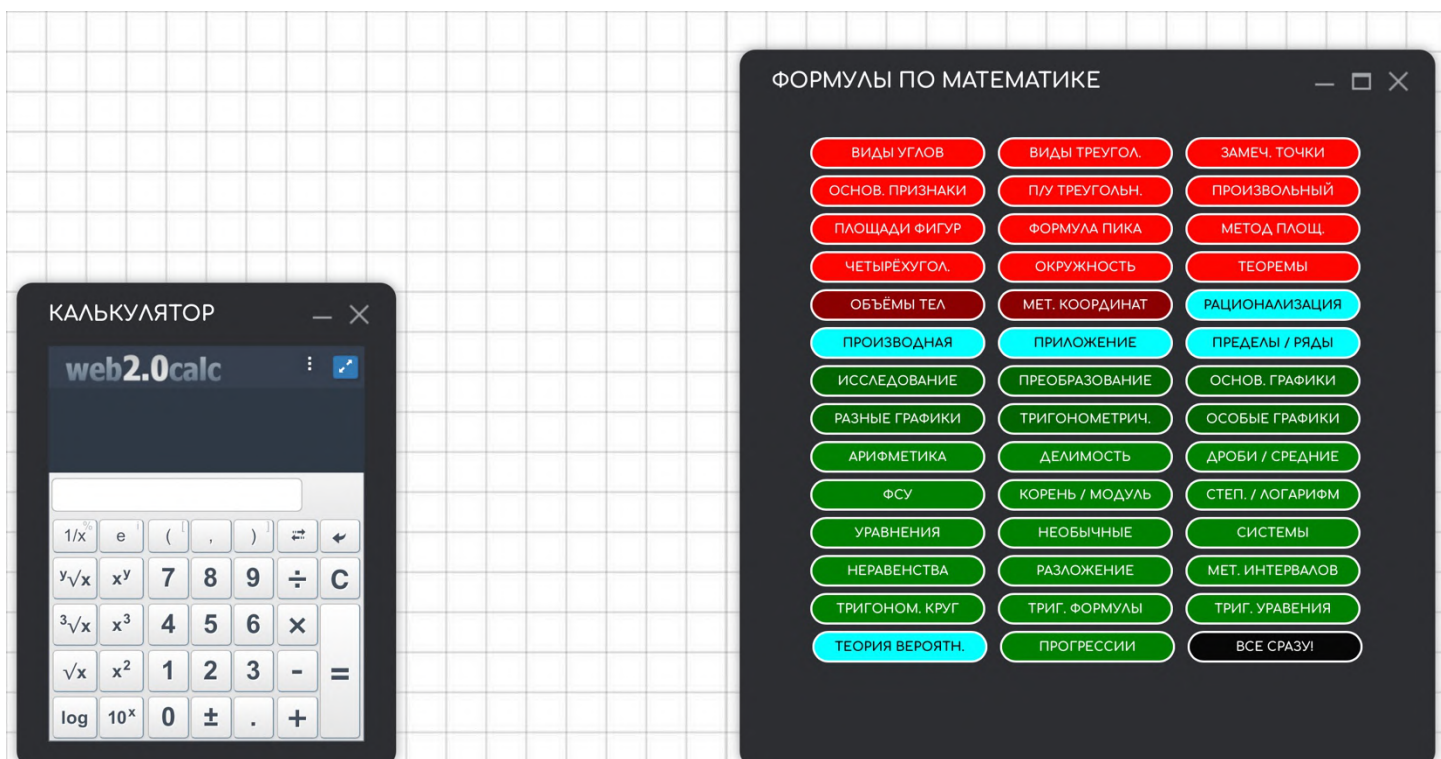 ФОРМУЛЫ ПО МАТЕМАТИКЕ
ВИДЫ УГЛОВ ВИДЫ ТРЕУГОЛ. ЗАМЕЧ. ТОЧКИ
ОСНОВ. ПРИЗНАКИ П/У ТРЕУГОЛЬН. ПРОИЗВОЛЬНЫЙ
ПЛОЩАДИ ФИГУР ФОРМУЛА ПИКА МЕТОД ПЛОЩ.
ЧЕТЫРЁХУГОЛ. ОКРУЖНОСТЬ ТЕОРЕМЫ
ОБЪЁМЫ ТЕЛ МЕТ. КООРДИНАТ РАЦИОНАЛИЗАЦИЯ
ПРОИЗВОДНАЯ ПРИЛОЖЕНИЕ ПРЕДЕЛЫ / РЯДЫ
ИССЛЕДОВАНИЕ ПРЕОБРАЗОВАНИЕ ОСНОВ. ГРАФИКИ
РАЗНЫЕ ГРАФИКИ ТРИГОНОМЕТРИЧ. ОСОБЫЕ ГРАФИКИ
АРИФМЕТИКА ДЕЛИМОСТЬ ДРОБИ / СРЕДНИЕ
ФСУ КОРЕНЬ / МОДУЛЬ СТЕП. / ЛОГАРИФМ
УРАВНЕНИЯ НЕОБЫЧНЫЕ СИСТЕМЫ
НЕРАВЕНСТВА РАЗЛОЖЕНИЕ МЕТ. ИНТЕРВАЛОВ
ТРИГОНОМ. КРУГ ТРИГ. ФОРМУЛЫ ТРИГ. УРАВЕНИЯ
ТЕОРИЯ ВЕРОЯТН. ПРОГРЕССИИ ВСЕ СРАЗУ!
КАЛЬКУЛЯТОР
web2.0calc
1/x % e i ( [ , ) ]
ʸ√x xʸ 7 8 9 ÷ C
³√x x³ 4 5 6 ×
√x x² 1 2 3 - =
log 10ˣ 0 ± . +